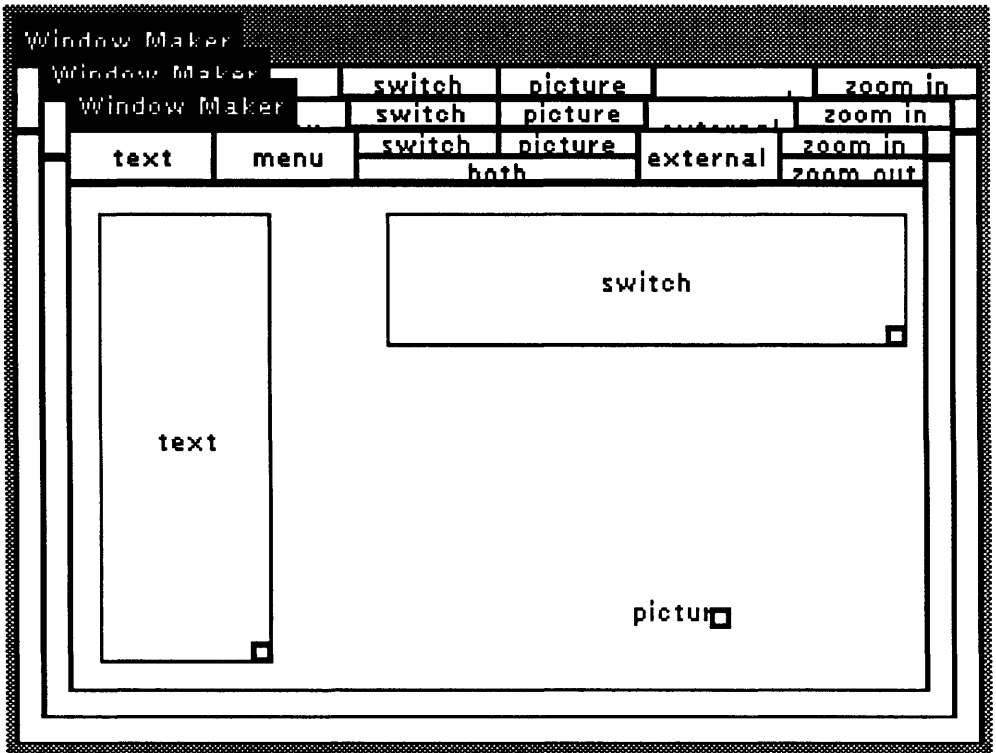 Window Maker
Window Maker switch picture zoom in
Window Maker switch picture zoom in
text menu switch picture external zoom in
both zoom out
switch
text
pictur